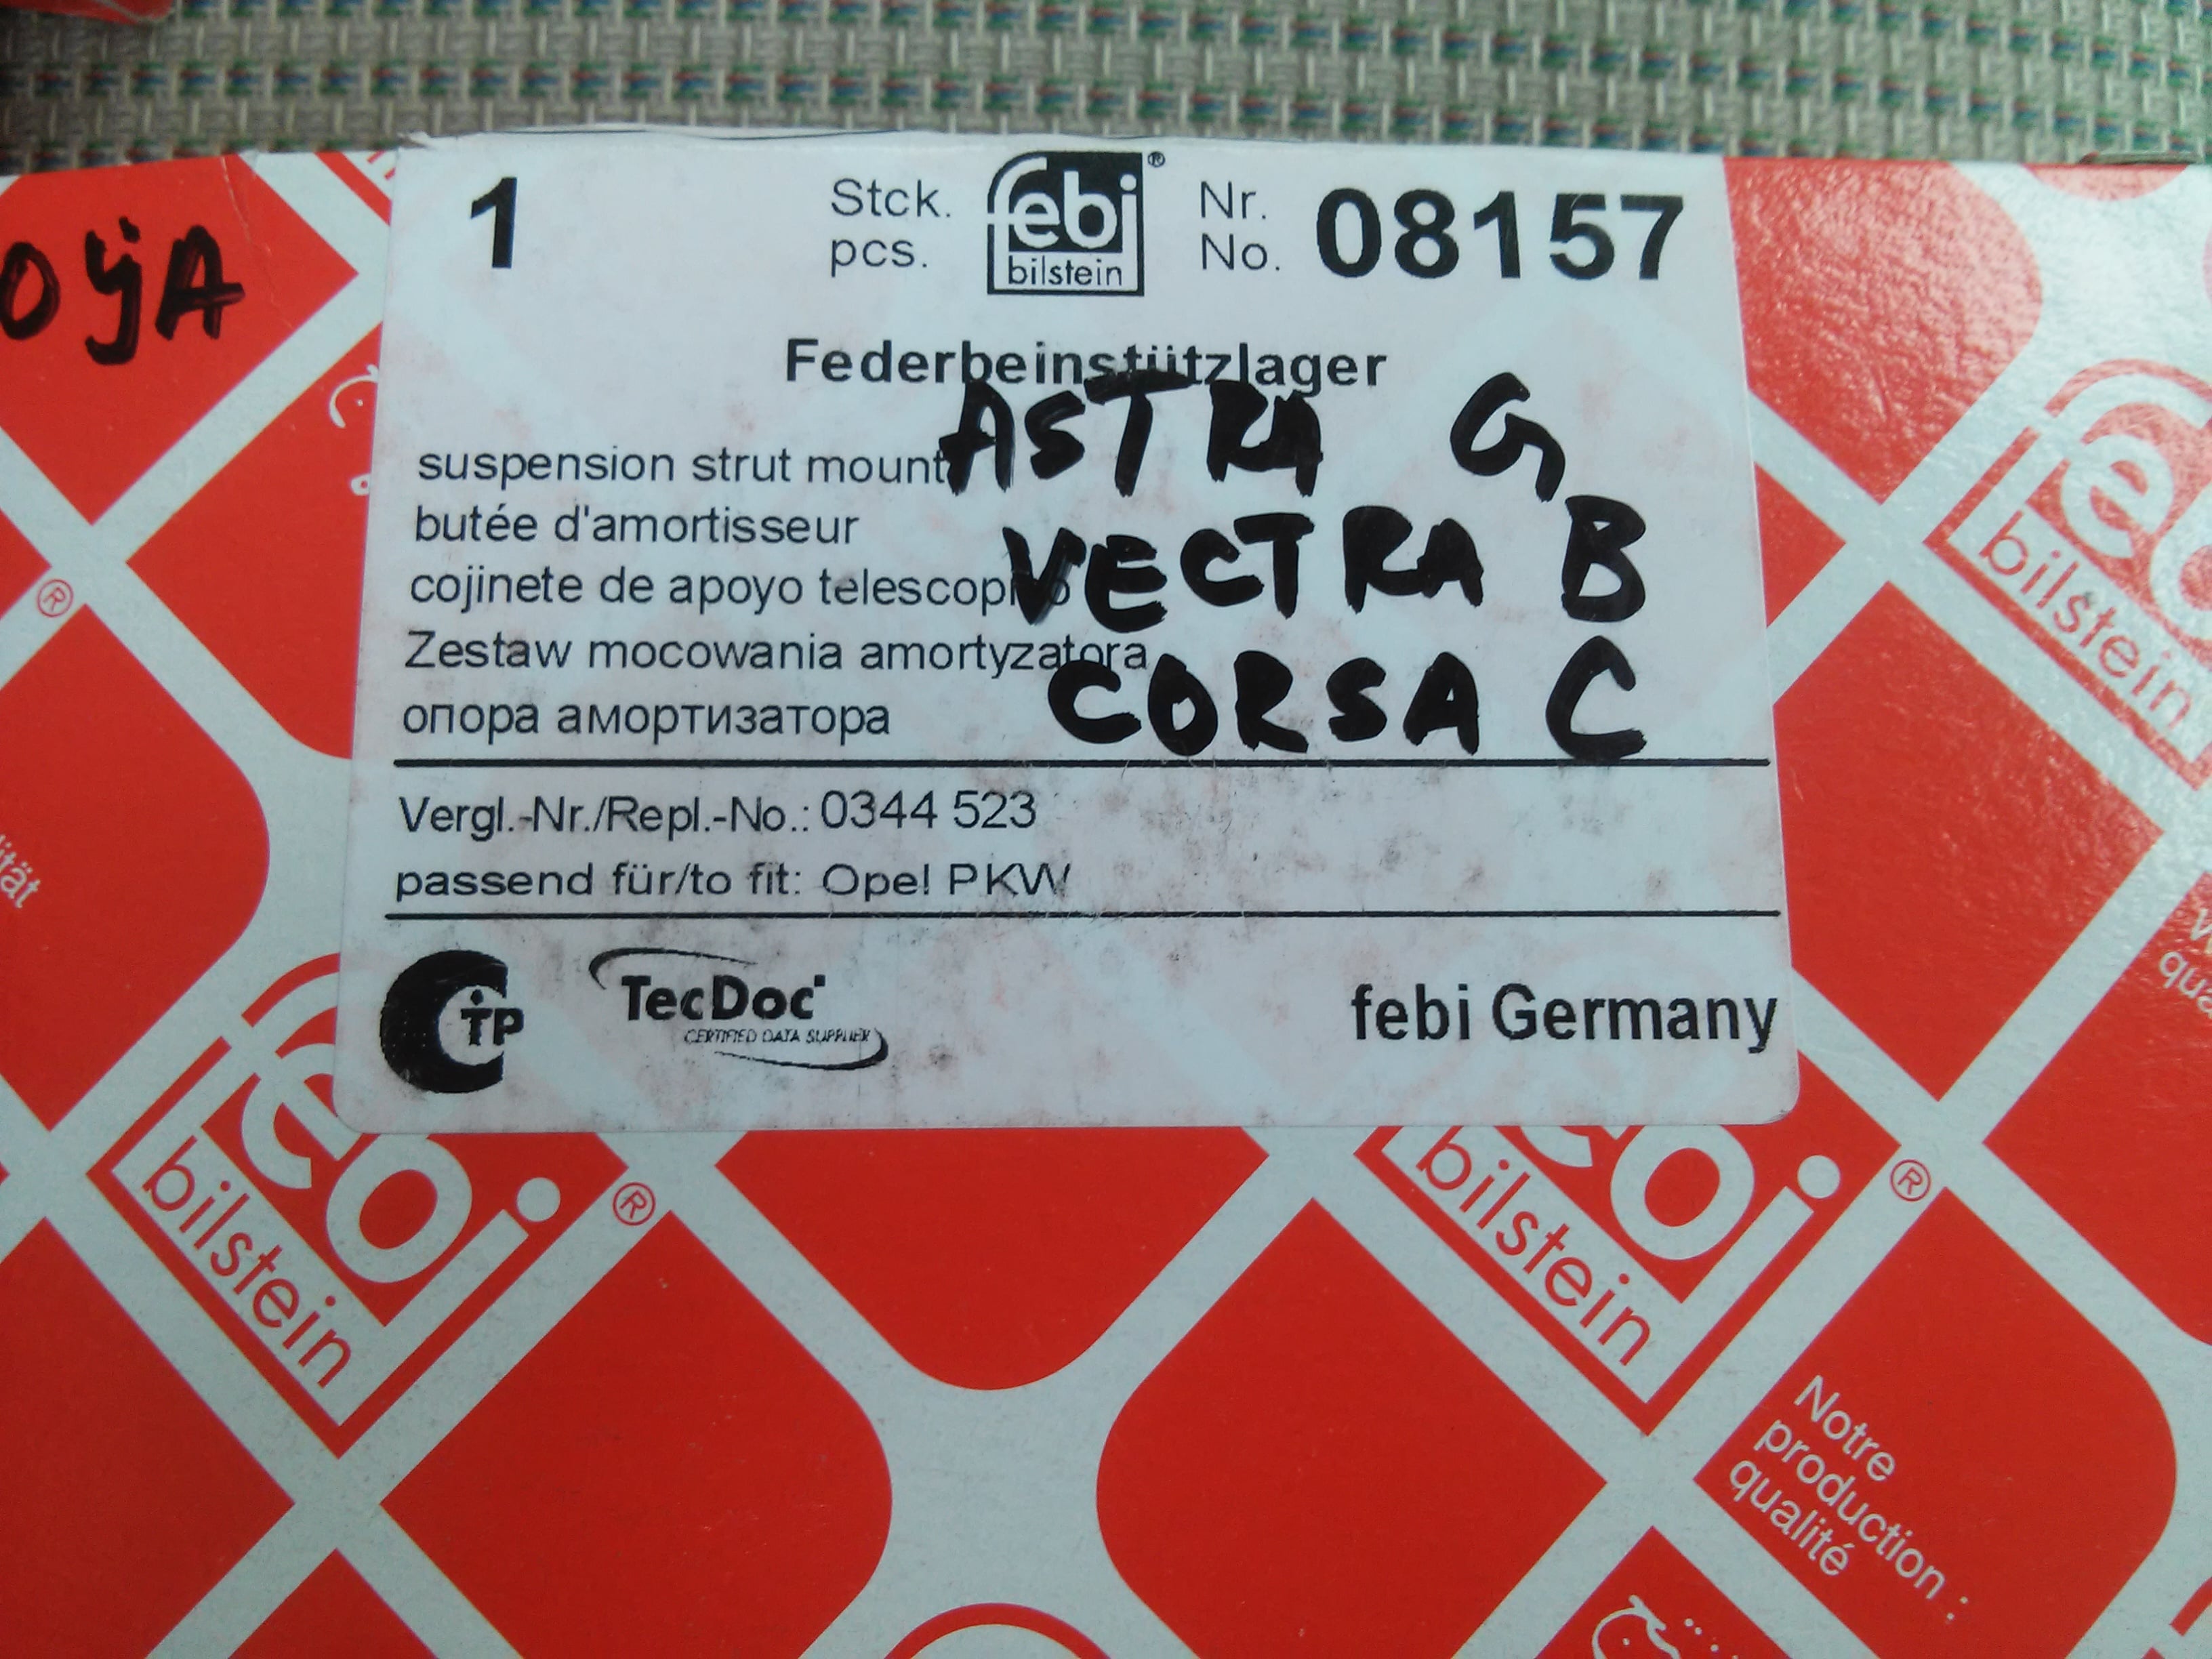 1 Stck. pcs. febi bilstein ® Nr. No. 08157
Federbeinstützlager
suspension strut mount
butée d'amortisseur
cojinete de apoyo telescopico
Zestaw mocowania amortyzatora
опора амортизатора
ASTRA G
VECTRA B
CORSA C
Vergl.-Nr./Repl.-No.: 0344 523
passend für/to fit: Opel PKW
CTP
TecDoc
CERTIFIED DATA SUPPLIER
febi Germany
bilstein
®
febi
bilstein
®
bilstein
®
Notre
production :
qualité